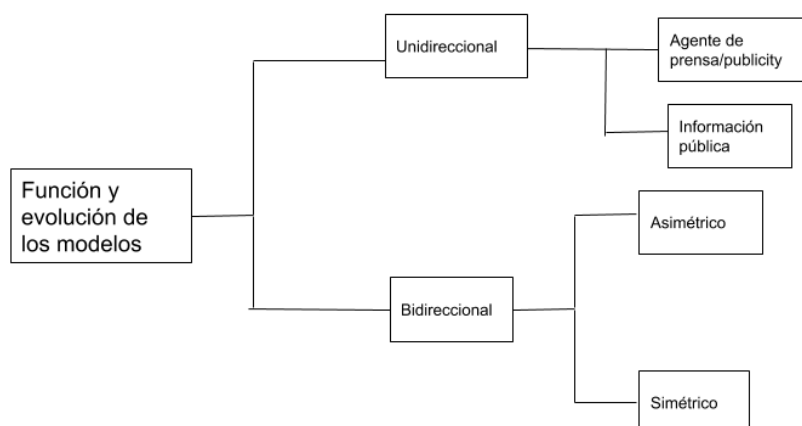 Función y
evolución de
los modelos
Unidireccional
Agente de
prensa/publicity
Información
pública
Bidireccional
Asimétrico
Simétrico